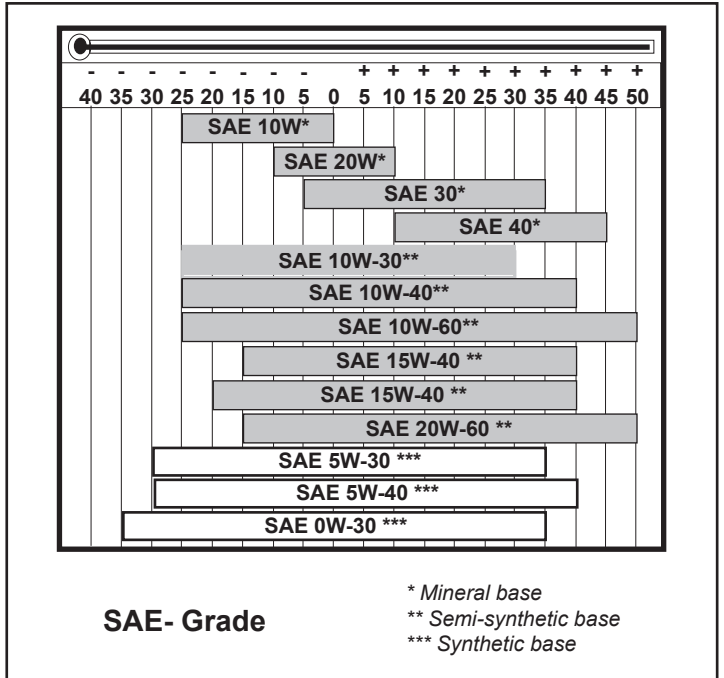 - - - - - - - - + + + + + + + + + +
40 35 30 25 20 15 10 5 0 5 10 15 20 25 30 35 40 45 50
SAE 10W*
SAE 20W*
SAE 30*
SAE 40*
SAE 10W-30**
SAE 10W-40**
SAE 10W-60**
SAE 15W-40 **
SAE 15W-40 **
SAE 20W-60 **
SAE 5W-30 ***
SAE 5W-40 ***
SAE 0W-30 ***
SAE- Grade
* Mineral base
** Semi-synthetic base
*** Synthetic base